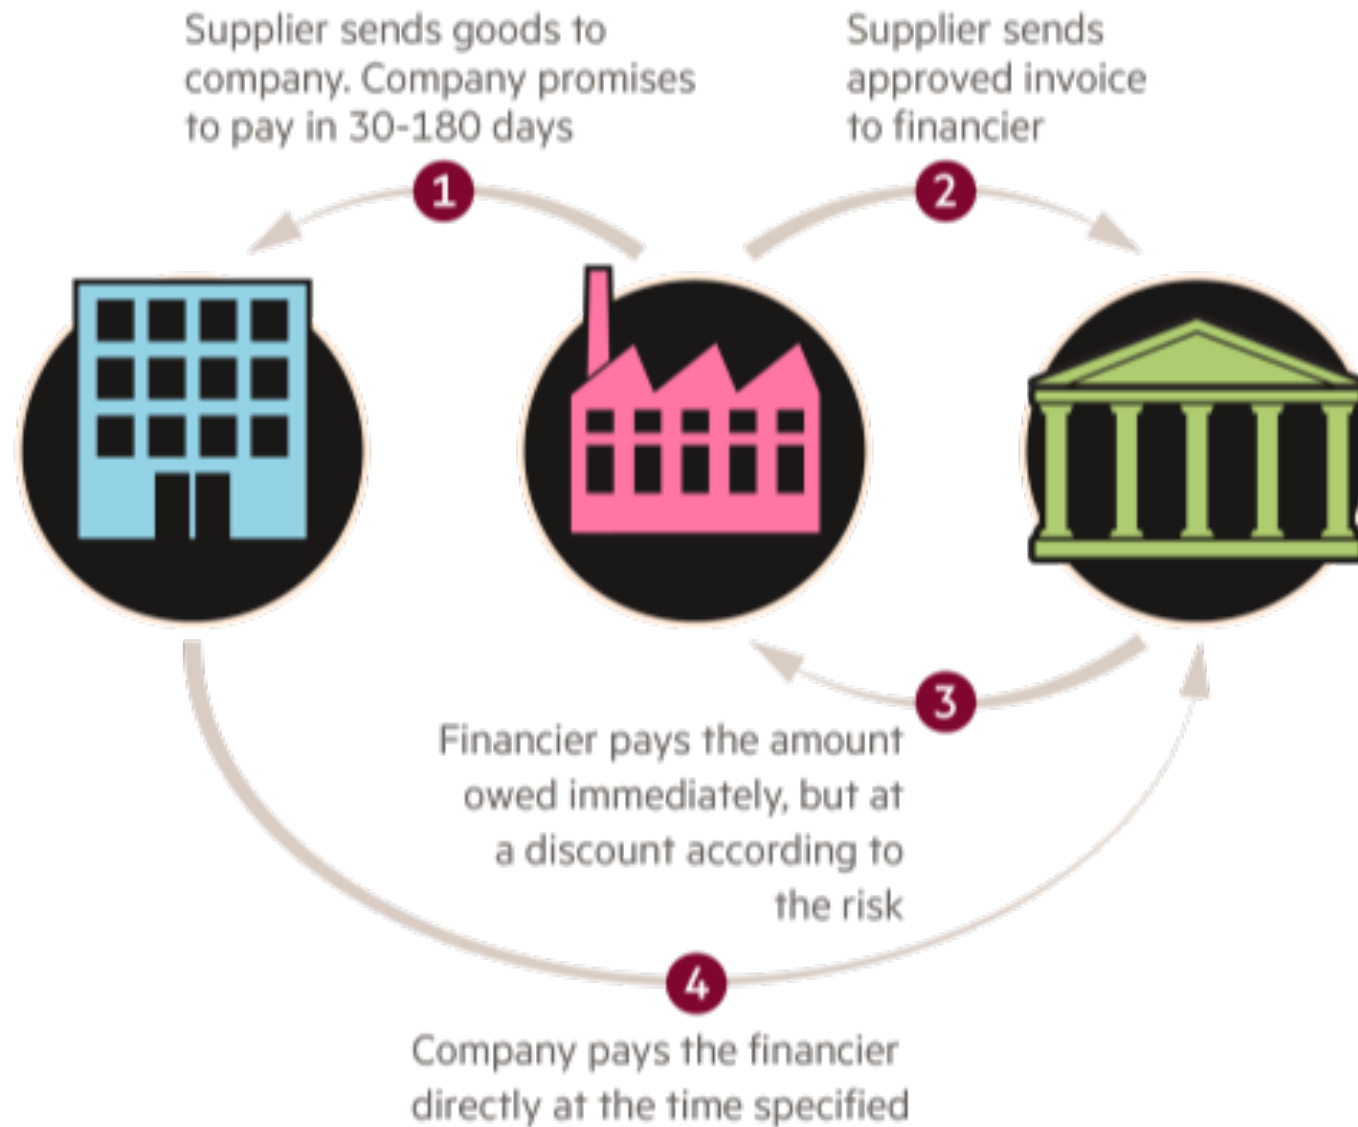 Supplier sends goods to
company. Company promises
to pay in 30-180 days
1
Supplier sends
approved invoice
to financier
2
3
Financier pays the amount
owed immediately, but at
a discount according to
the risk
4
Company pays the financier
directly at the time specified